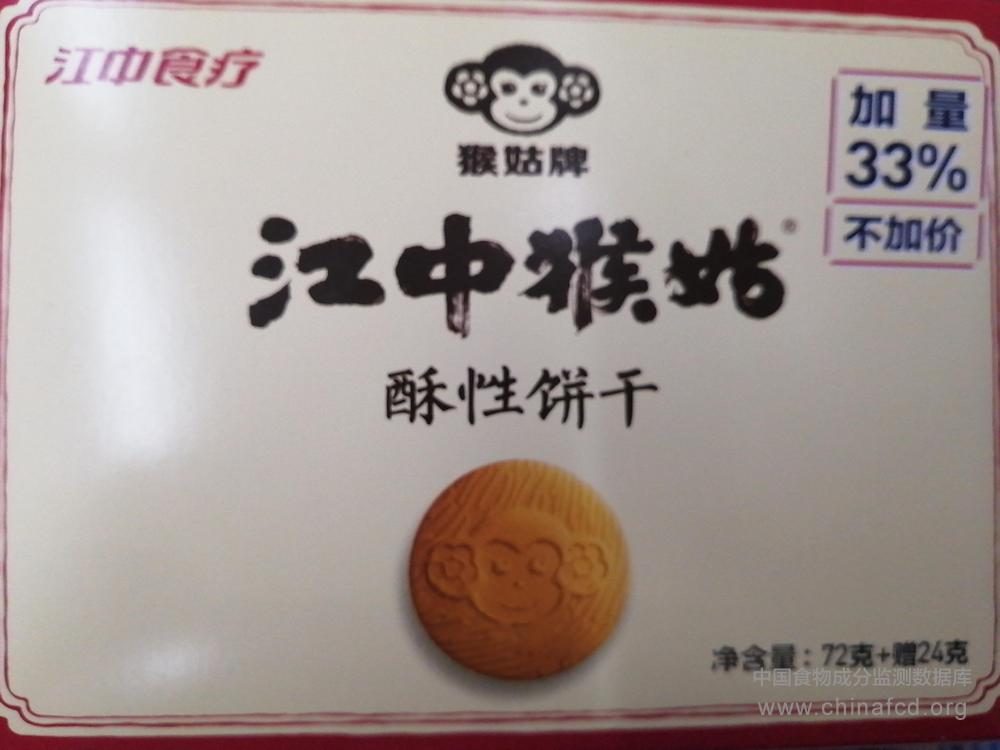 江中食疗
猴姑牌
加量
33%
不加价
江中猴姑®
酥性饼干
净含量：72克+赠24克
中国食物成分监测数据库
www.chinafcd.org